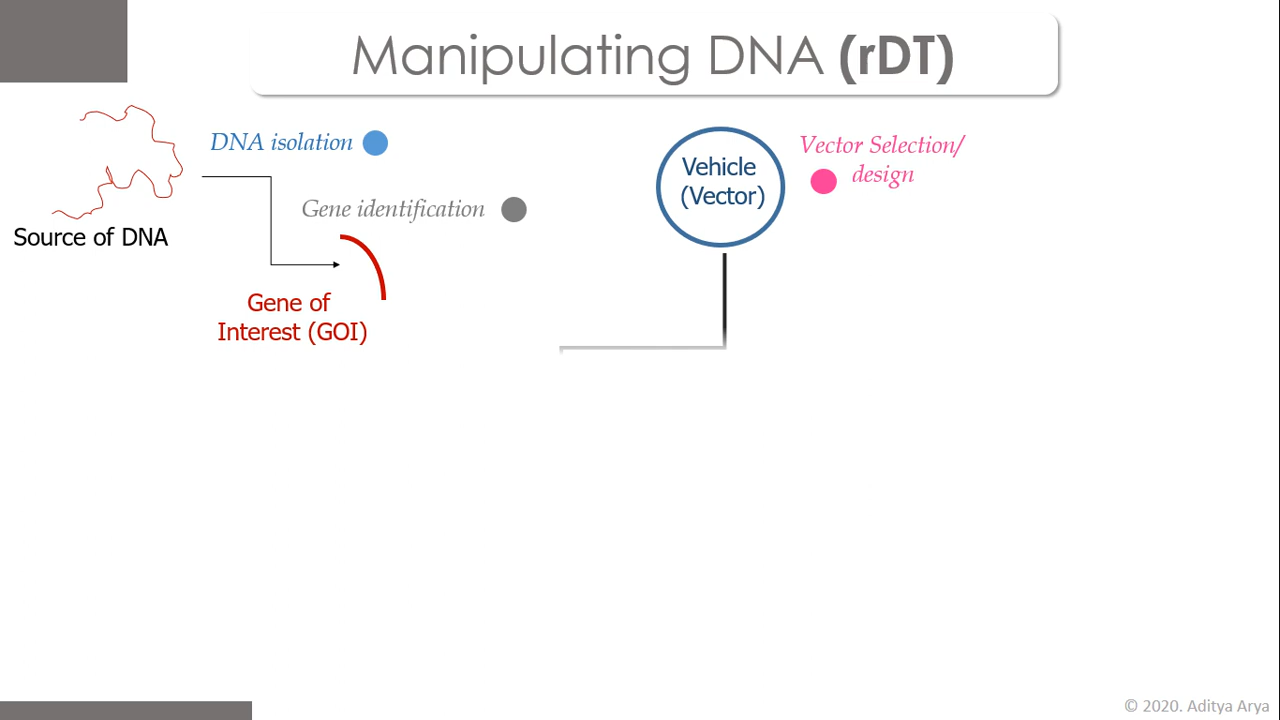 Manipulating DNA (rDT)
DNA isolation
Gene identification
Source of DNA
Gene of
Interest (GOI)
Vehicle
(Vector)
Vector Selection/
design
© 2020. Aditya Arya